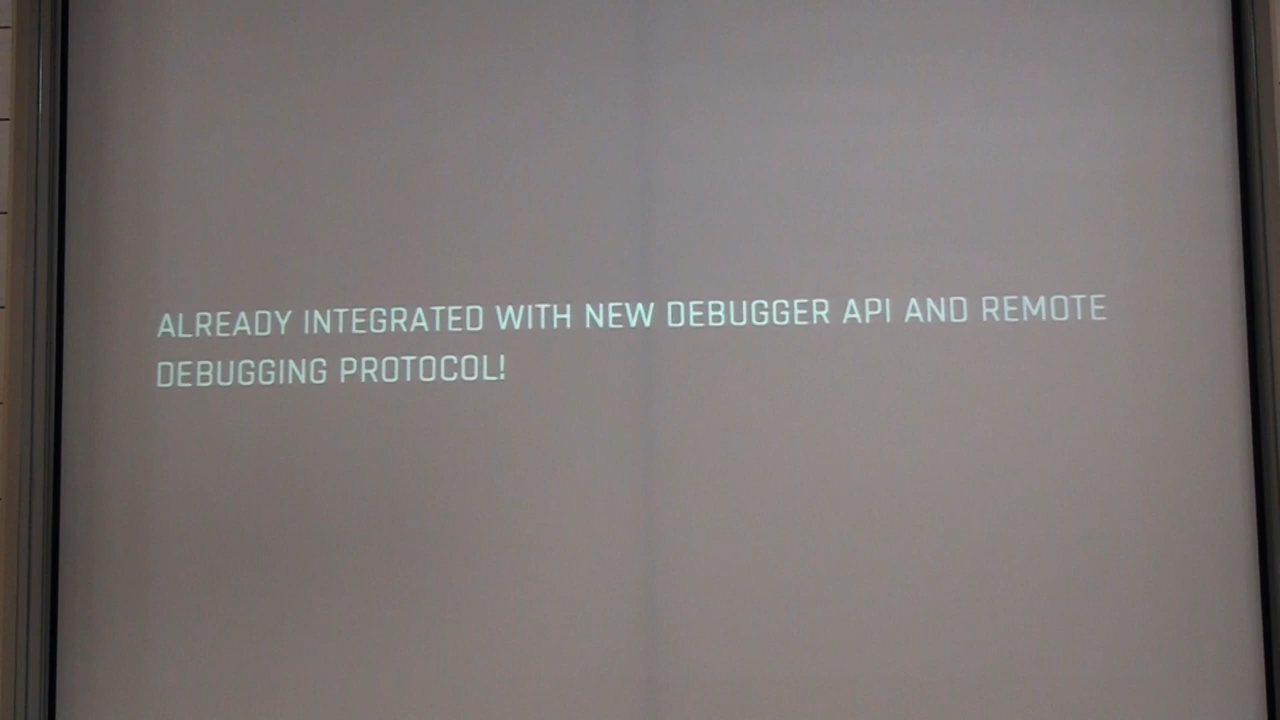 ALREADY INTEGRATED WITH NEW DEBUGGER API AND REMOTE
DEBUGGING PROTOCOL!